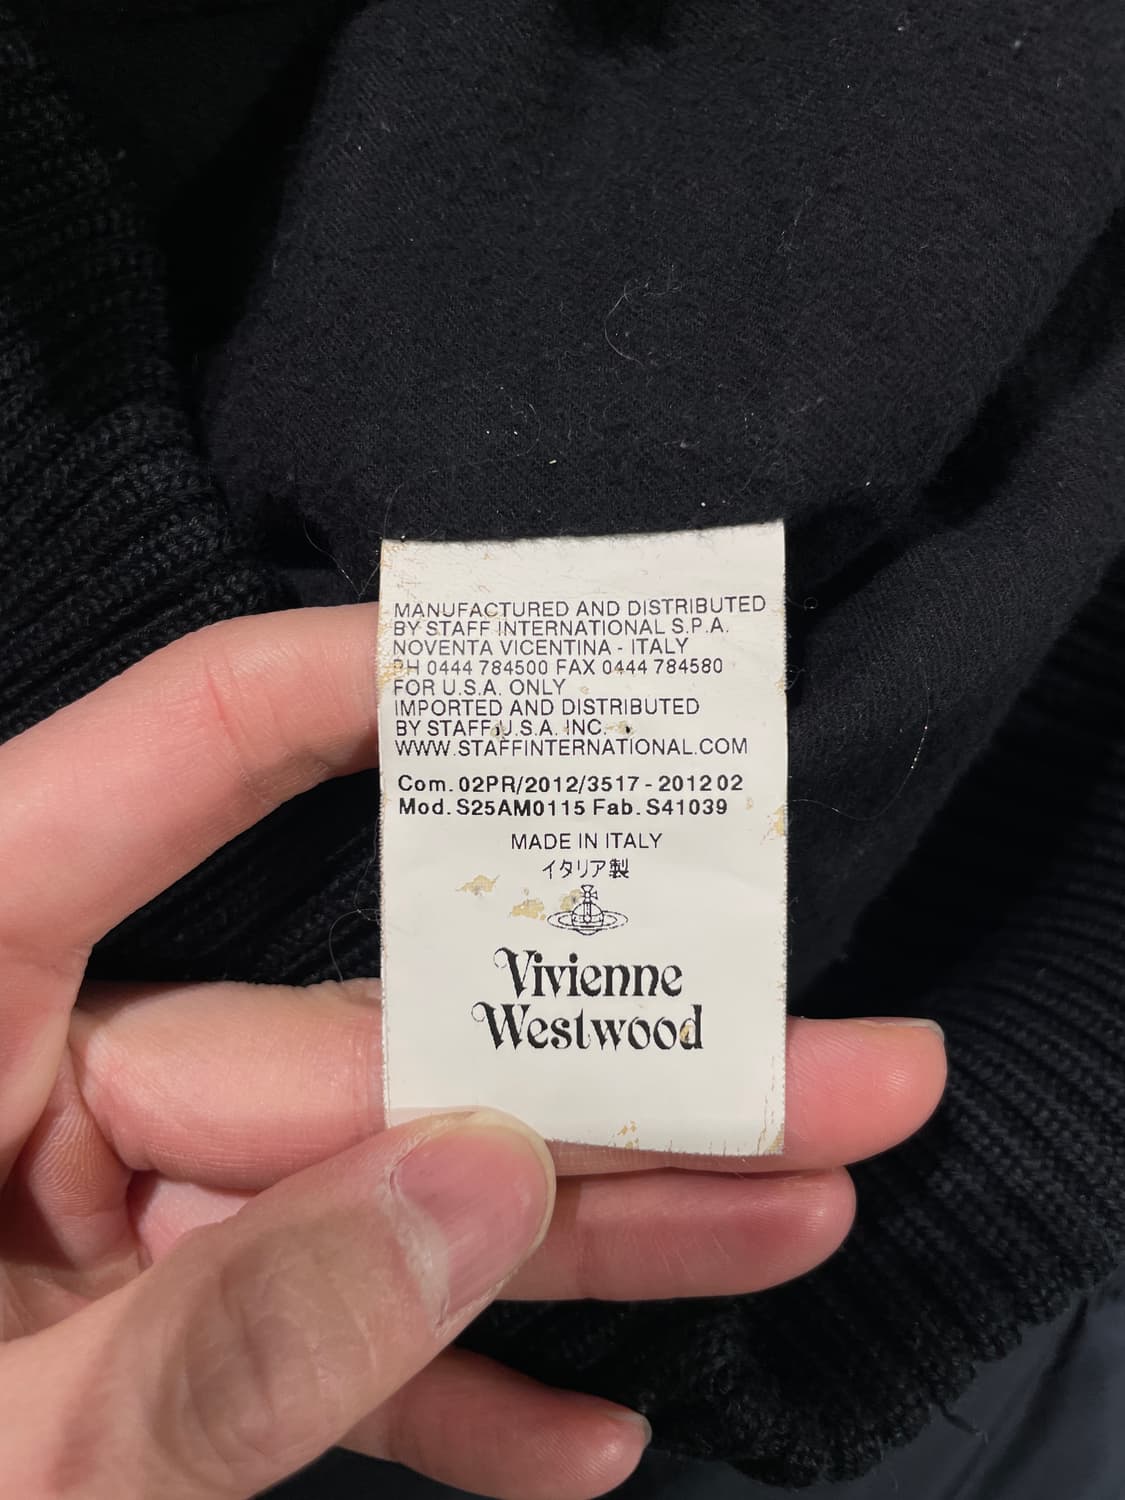 MANUFACTURED AND DISTRIBUTED
BY STAFF INTERNATIONAL S.P.A.
NOVENTA VICENTINA - ITALY
PH 0444 784500 FAX 0444 784580
FOR U.S.A. ONLY
IMPORTED AND DISTRIBUTED
BY STAFF U.S.A. INC.
WWW.STAFFINTERNATIONAL.COM
Com. 02PR/2012/3517 - 201202
Mod. S25AM0115 Fab. S41039
MADE IN ITALY
イタリア製
Vivienne
Westwood